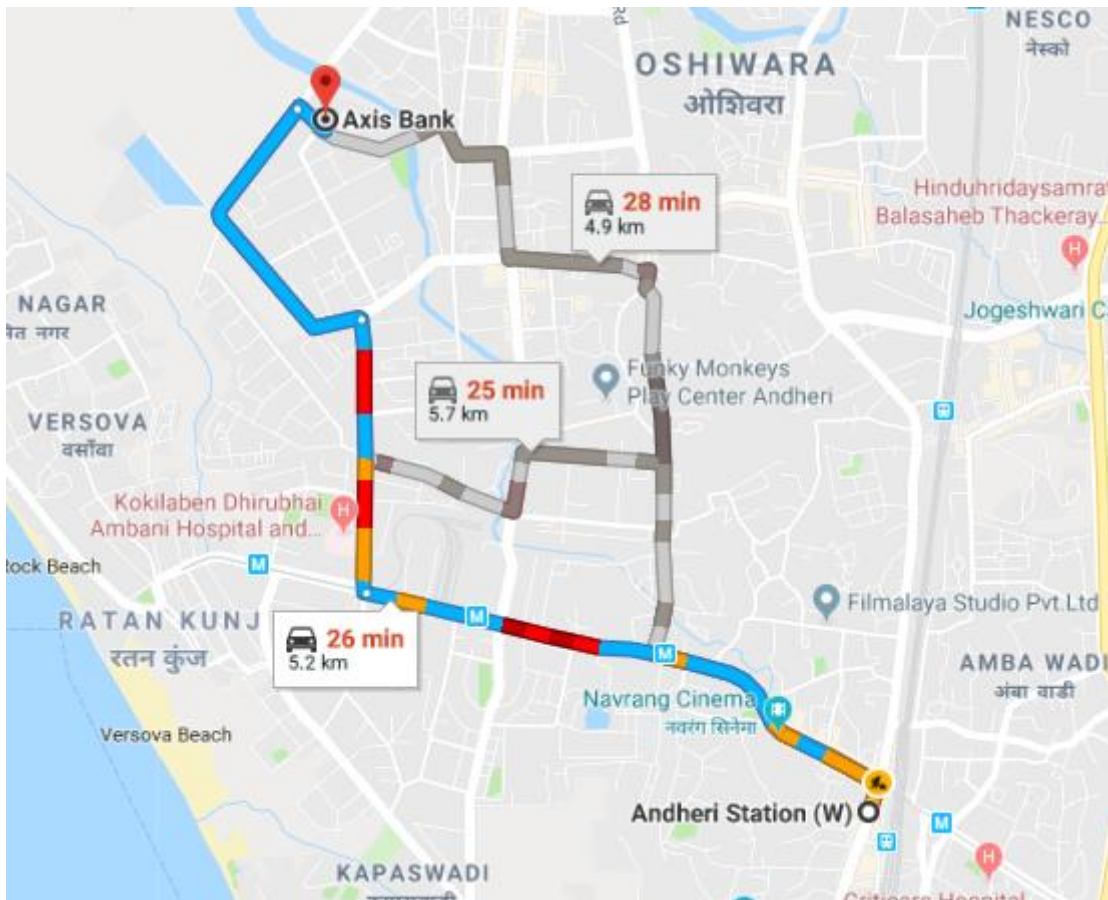 NESCO
नेस्को
OSHIWARA
ओशिवरा
Axis Bank
28 min
4.9 km
Hinduhridaysamrat
Balasaheb Thackeray...
H
NAGAR
नगर
Jogeshwari C
25 min
5.7 km
Funky Monkeys
Play Center Andheri
VERSOVA
वर्सोवा
Kokilaben Dhirubhai
Ambani Hospital and...
H
Rock Beach
M
M
Filmalaya Studio Pvt.Ltd
RATAN KUNJ
रतन कुंज
26 min
5.2 km
M
AMBA WADI
अंबा वाडी
Navrang Cinema
नवरंग सिनेमा
Versova Beach
Andheri Station (W)
M
H
KAPASWADI